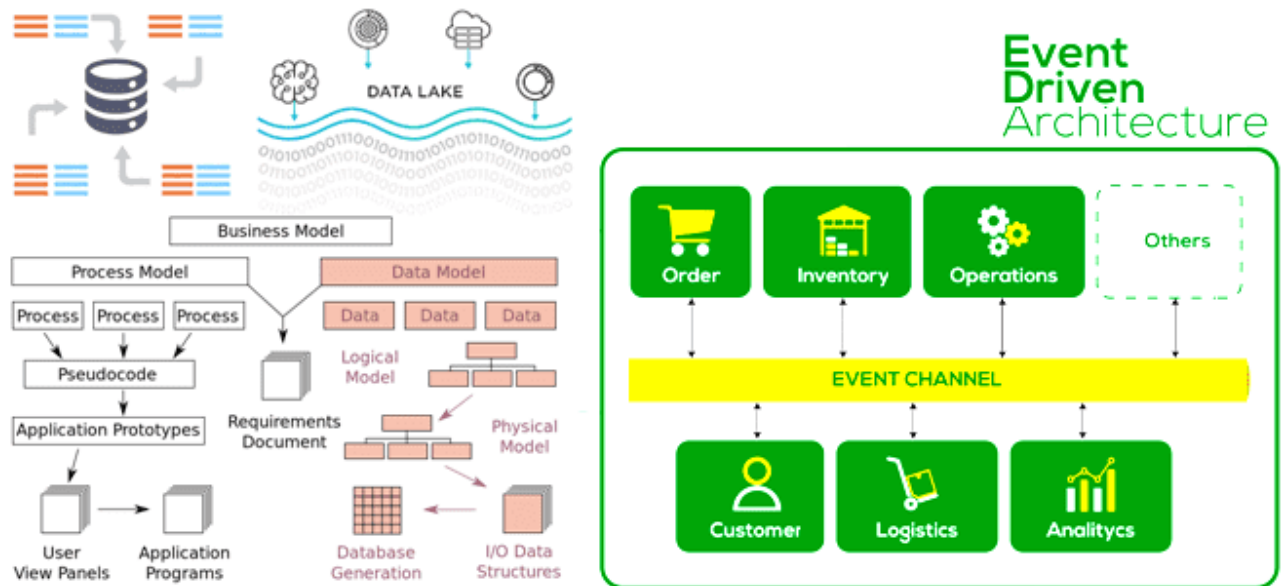 DATA LAKE
010101000111010011101010011010110111O0000
Business Model
Process Model
Data Model
Process
Process
Process
Data
Data
Data
Pseudocode
Logical
Model
Application Prototypes
Requirements
Document
Physical
Model
User
View Panels
Application
Programs
Database
Generation
I/O Data
Structures
Event
Driven
Architecture
Order
Inventory
Operations
Others
EVENT CHANNEL
Customer
Logistics
Analitycs